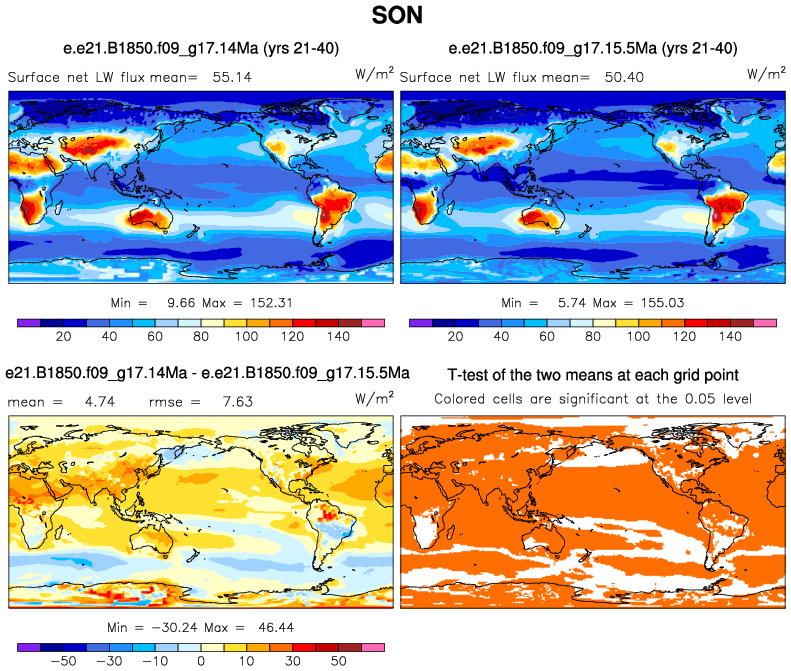 SON
e.e21.B1850.f09_g17.14Ma (yrs 21-40)
Surface net LW flux mean= 55.14 W/m²
Min = 9.66 Max = 152.31
20 40 60 80 100 120 140
e.e21.B1850.f09_g17.15.5Ma (yrs 21-40)
Surface net LW flux mean= 50.40 W/m²
Min = 5.74 Max = 155.03
20 40 60 80 100 120 140
e21.B1850.f09_g17.14Ma - e.e21.B1850.f09_g17.15.5Ma
mean = 4.74 rmse = 7.63 W/m²
Min = −30.24 Max = 46.44
−50 −30 −10 0 10 30 50
T-test of the two means at each grid point
Colored cells are significant at the 0.05 level